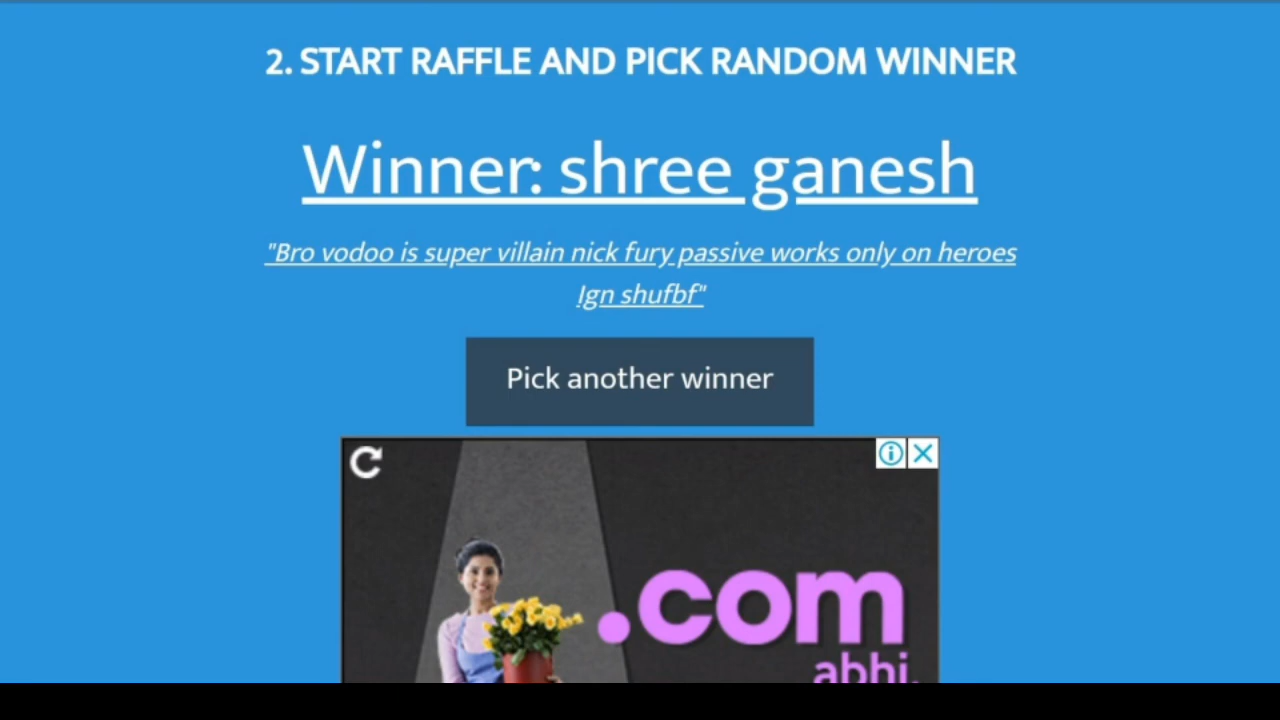 2. START RAFFLE AND PICK RANDOM WINNER
Winner: shree ganesh
"Bro vodoo is super villain nick fury passive works only on heroes
Ign shufbf"
Pick another winner
.com
abhi.